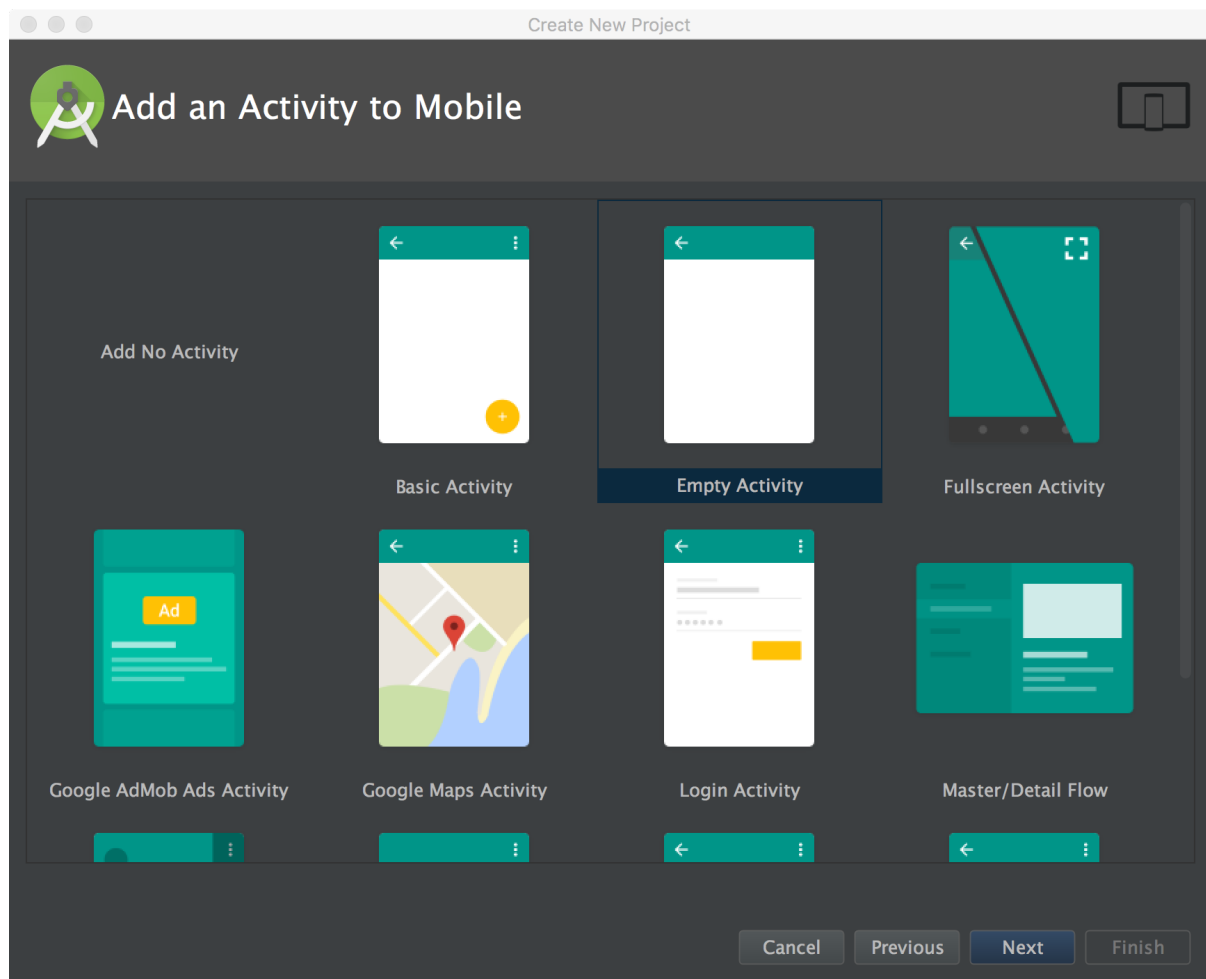 Create New Project
Add an Activity to Mobile
Add No Activity
Basic Activity
Empty Activity
Fullscreen Activity
Ad
Google AdMob Ads Activity
Google Maps Activity
Login Activity
Master/Detail Flow
Cancel
Previous
Next
Finish